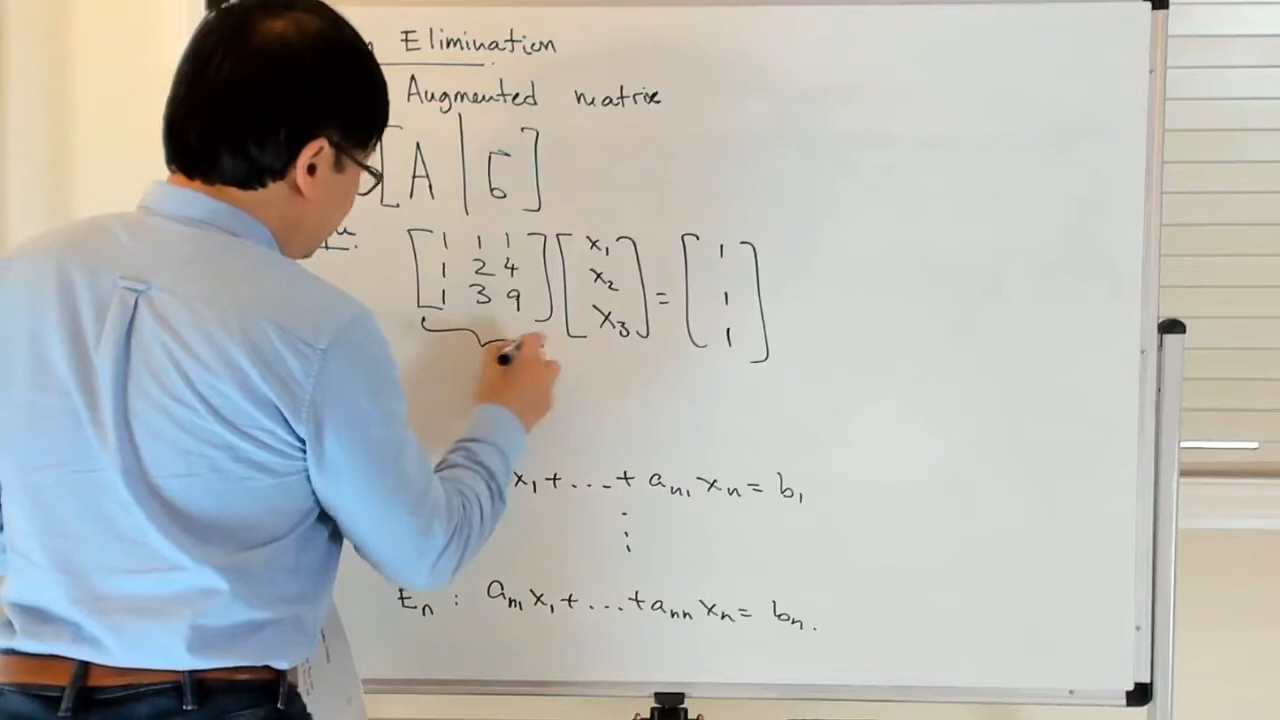 Elimination
Augmented matrix
[ A | b ]
[ 1 1 1 ] [ x₁ ] [ 1 ]
[ 1 2 4 ] [ x₂ ] = [ 1 ]
[ 1 3 9 ] [ x₃ ] [ 1 ]
x₁ + ... + aₙ₁ xₙ = b₁
⋮
Eₙ : aₙ₁ x₁ + ... + aₙₙ xₙ = bₙ.